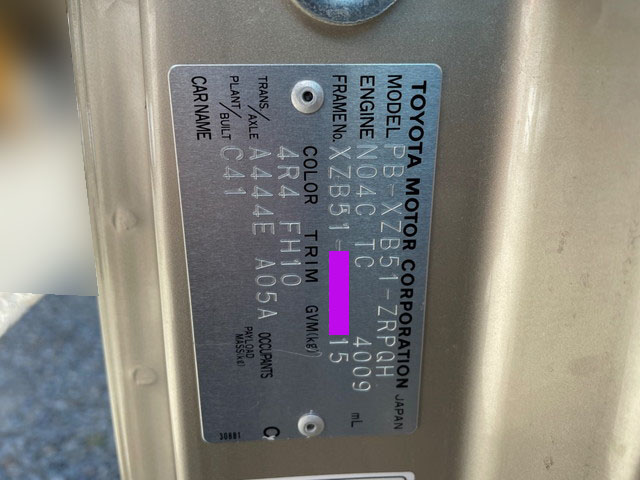 TOYOTA MOTOR CORPORATION JAPAN
MODEL PB-XZB51-ZRPQH
ENGINE N04C TC 4009 mL
FRAME No. XZB51- 15
COLOR TRIM GVM(kg)
4R4 FH10
TRANS/AXLE A444E A05A OCCUPANTS
PLANT/BUILT C41 PAYLOAD MASS(kg)
CAR NAME C